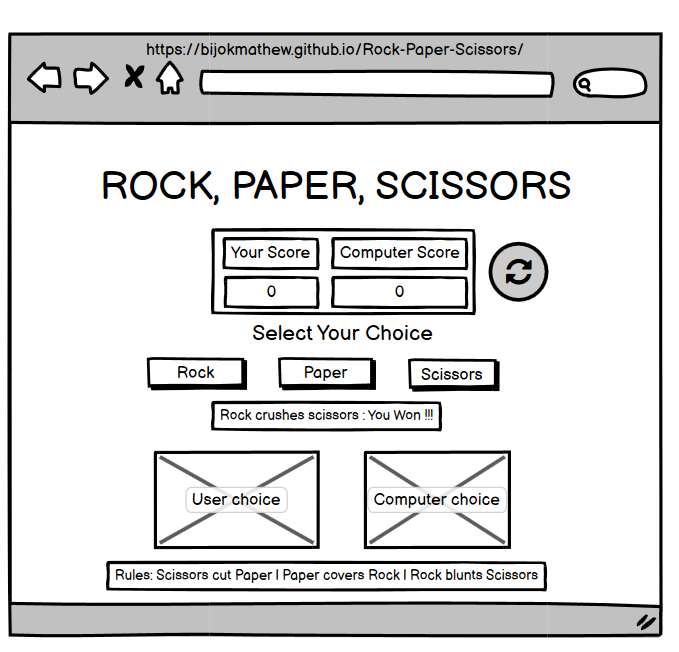 https://bijokmathew.github.io/Rock-Paper-Scissors/
ROCK, PAPER, SCISSORS
Your Score Computer Score
0 0
Select Your Choice
Rock Paper Scissors
Rock crushes scissors : You Won !!!
User choice Computer choice
Rules: Scissors cut Paper | Paper covers Rock | Rock blunts Scissors